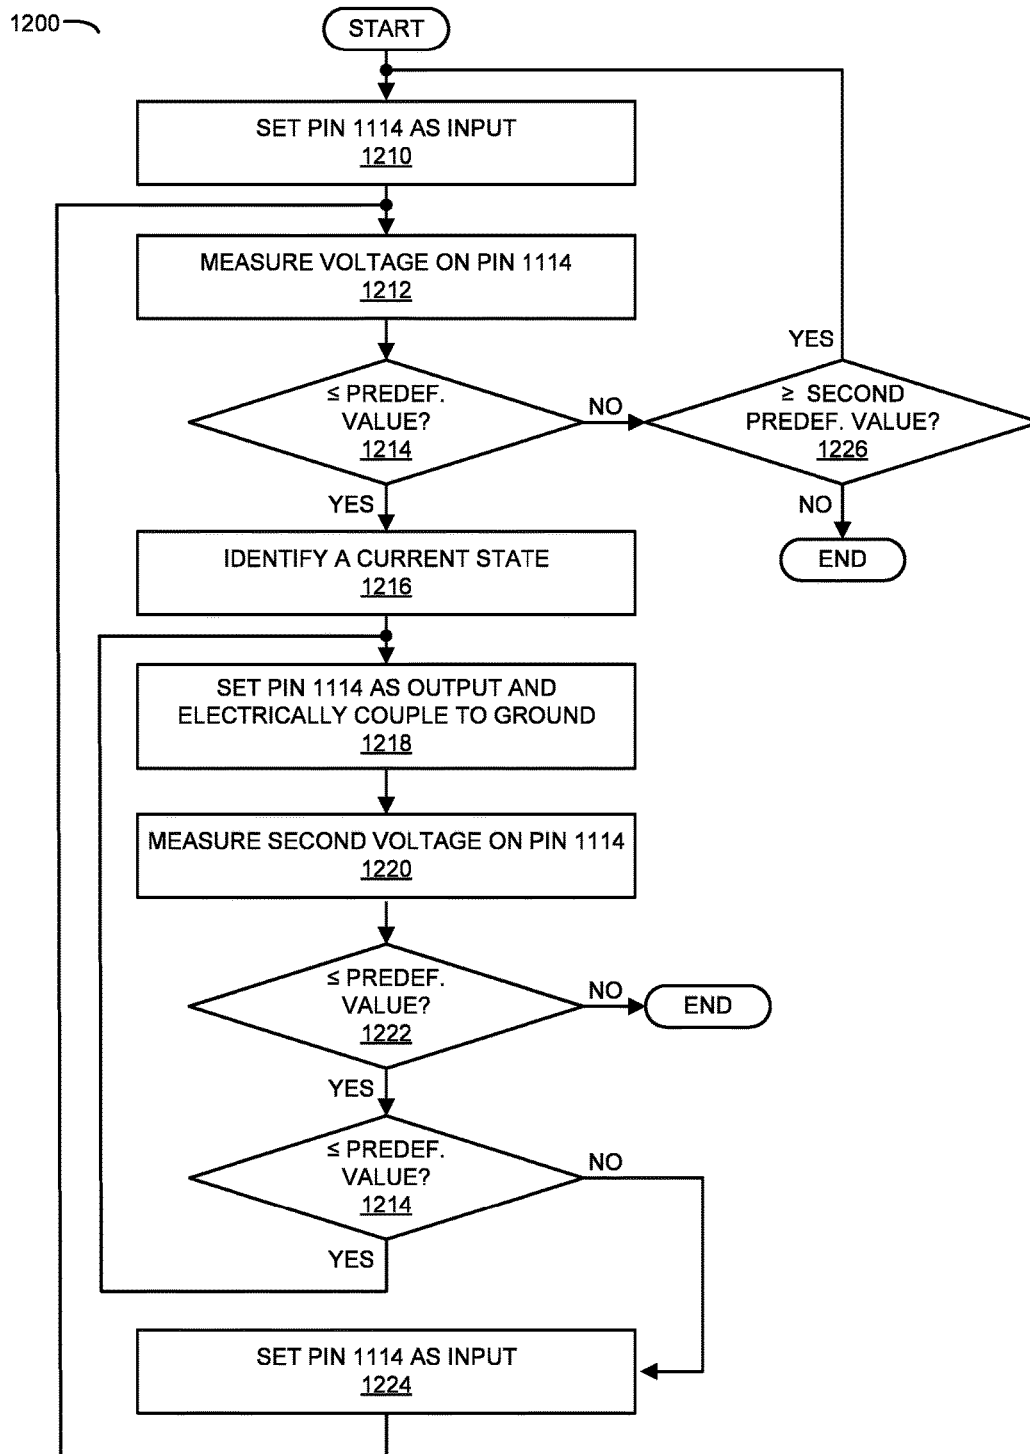 1200
START
SET PIN 1114 AS INPUT
1210
MEASURE VOLTAGE ON PIN 1114
1212
YES
≤ PREDEF.
VALUE?
1214
NO
≥ SECOND
PREDEF. VALUE?
1226
YES
NO
IDENTIFY A CURRENT STATE
1216
END
SET PIN 1114 AS OUTPUT AND
ELECTRICALLY COUPLE TO GROUND
1218
MEASURE SECOND VOLTAGE ON PIN 1114
1220
≤ PREDEF.
VALUE?
1222
NO
END
YES
≤ PREDEF.
VALUE?
1214
NO
YES
SET PIN 1114 AS INPUT
1224